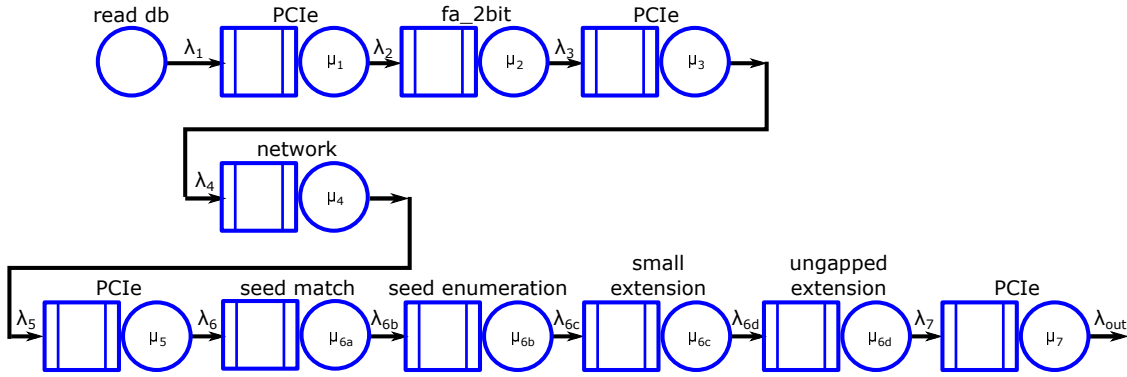 read db PCIe fa_2bit PCIe
λ1 μ1 λ2 μ2 λ3 μ3
network
λ4 μ4
small ungapped
PCIe seed match seed enumeration extension extension PCIe
λ5 μ5 λ6 μ6a λ6b μ6b λ6c μ6c λ6d μ6d λ7 μ7 λout